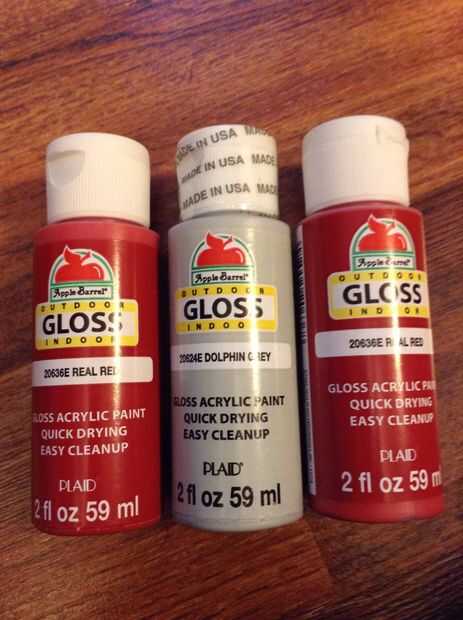 Apple Barrel®
OUTDOOR
GLOSS
INDOOR
20636E REAL RED
GLOSS ACRYLIC PAINT
QUICK DRYING
EASY CLEANUP
PLAID
2 fl oz 59 ml
MADE IN USA MADE
MADE IN USA MADE
MADE IN USA
Apple Barrel®
OUTDOOR
GLOSS
INDOOR
20624E DOLPHIN GREY
GLOSS ACRYLIC PAINT
QUICK DRYING
EASY CLEANUP
PLAID®
2 fl oz 59 ml
Apple Barrel®
OUTDOOR
GLOSS
INDOOR
20636E REAL RED
GLOSS ACRYLIC PAINT
QUICK DRYING
EASY CLEANUP
PLAID
2 fl oz 59 ml